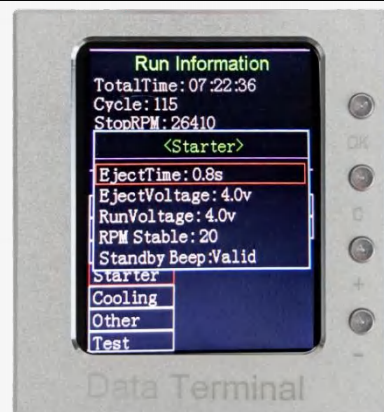 Run Information
TotalTime:07:22:36
Cycle:115
StopRPM:26410
<Starter>
EjectTime:0.8s
EjectVoltage:4.0v
RunVoltage:4.0v
RPM Stable:20
Standby Beep:Valid
Starter
Cooling
Other
Test
OK
C
+
-
Data Terminal